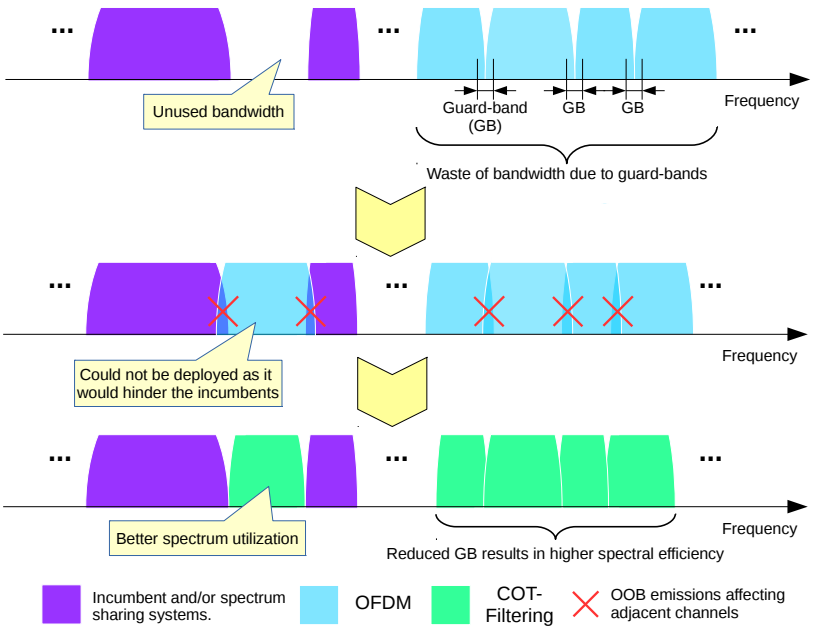 ... ... ...
Unused bandwidth
Guard-band
(GB)
GB
GB
Frequency
Waste of bandwidth due to guard-bands
... ... ...
Frequency
Could not be deployed as it
would hinder the incumbents
... ... ...
Frequency
Better spectrum utilization
Reduced GB results in higher spectral efficiency
Incumbent and/or spectrum
sharing systems.
OFDM
COT-
Filtering
OOB emissions affecting
adjacent channels